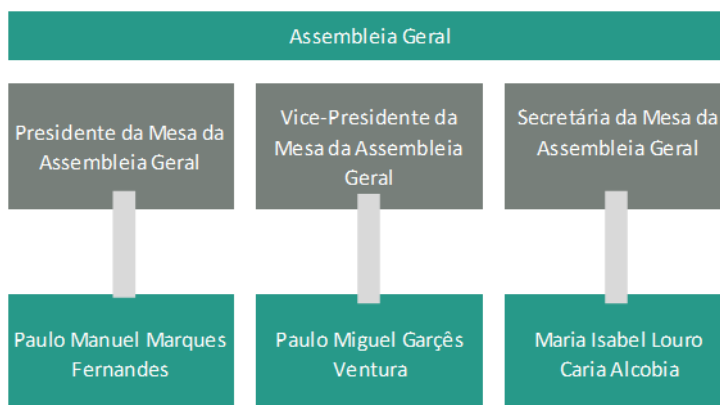 Assembleia Geral
Presidente da Mesa da
Assembleia Geral
Vice-Presidente da
Mesa da Assembleia
Geral
Secretária da Mesa da
Assembleia Geral
Paulo Manuel Marques
Fernandes
Paulo Miguel Garçês
Ventura
Maria Isabel Louro
Caria Alcobia